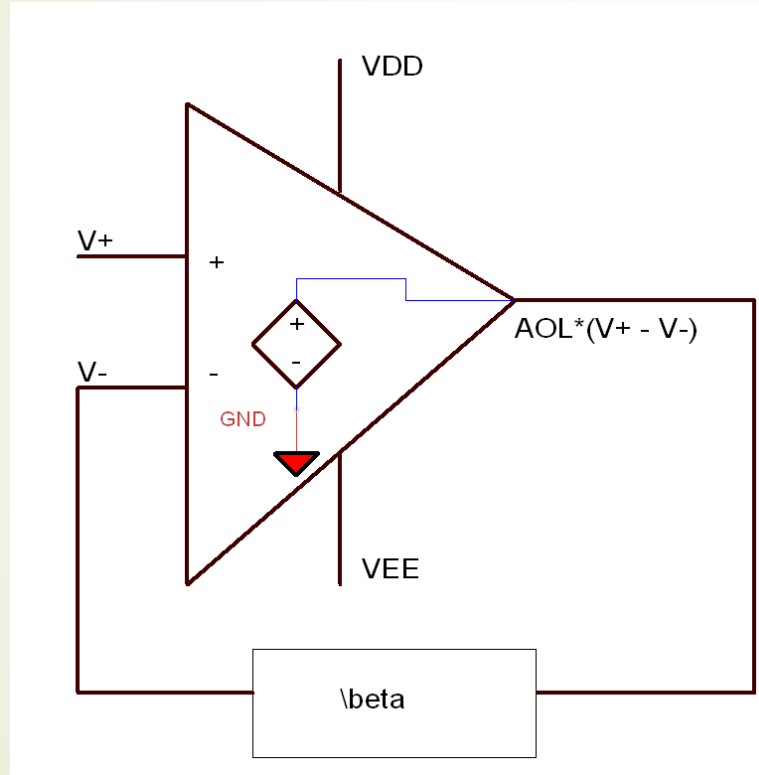 VDD
V+
+
+
AOL*(V+ - V-)
-
V-
-
GND
VEE
\beta